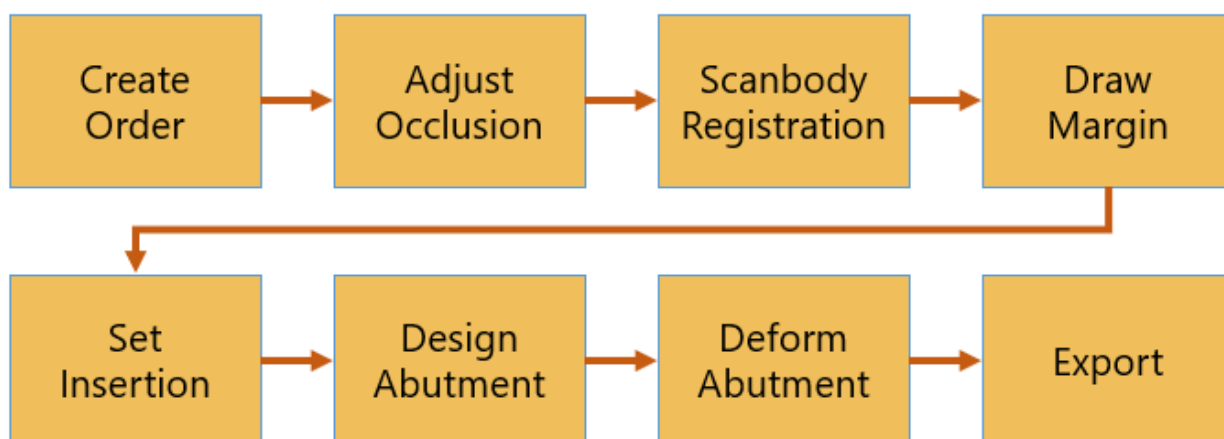 Create
Order
Adjust
Occlusion
Scanbody
Registration
Draw
Margin
Set
Insertion
Design
Abutment
Deform
Abutment
Export